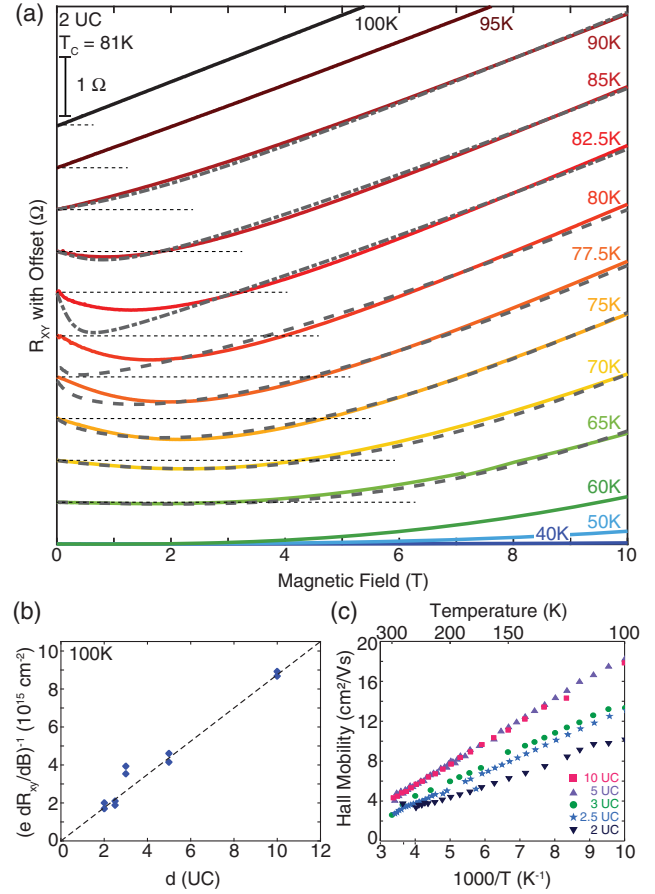 (a)
2 UC
T_C = 81K
1 Ω
100K
95K
90K
85K
82.5K
80K
77.5K
75K
70K
65K
60K
50K
40K
R_XY with Offset (Ω)
0 2 4 6 8 10
Magnetic Field (T)
(b)
100K
(e dR_xy/dB)^-1 (10^15 cm^-2)
10
8
6
4
2
0
0 2 4 6 8 10 12
d (UC)
(c)
Temperature (K)
300 200 150 100
Hall Mobility (cm²/Vs)
20
16
12
8
4
0
10 UC
5 UC
3 UC
2.5 UC
2 UC
3 4 5 6 7 8 9 10
1000/T (K^-1)